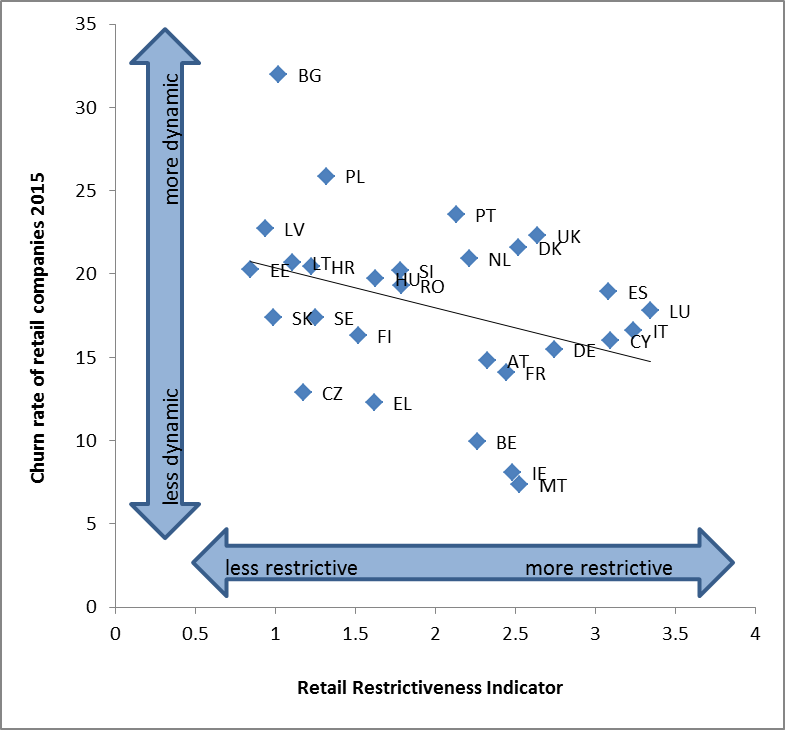 35
30
25
20
15
10
5
0
Churn rate of retail companies 2015
more dynamic
less dynamic
BG
PL
PT
LV
UK
DK
NL
LT
HR
EE
SI
HU
RO
ES
LU
SK
SE
IT
FI
CY
DE
AT
FR
CZ
EL
BE
IE
MT
less restrictive
more restrictive
0
0.5
1
1.5
2
2.5
3
3.5
4
Retail Restrictiveness Indicator